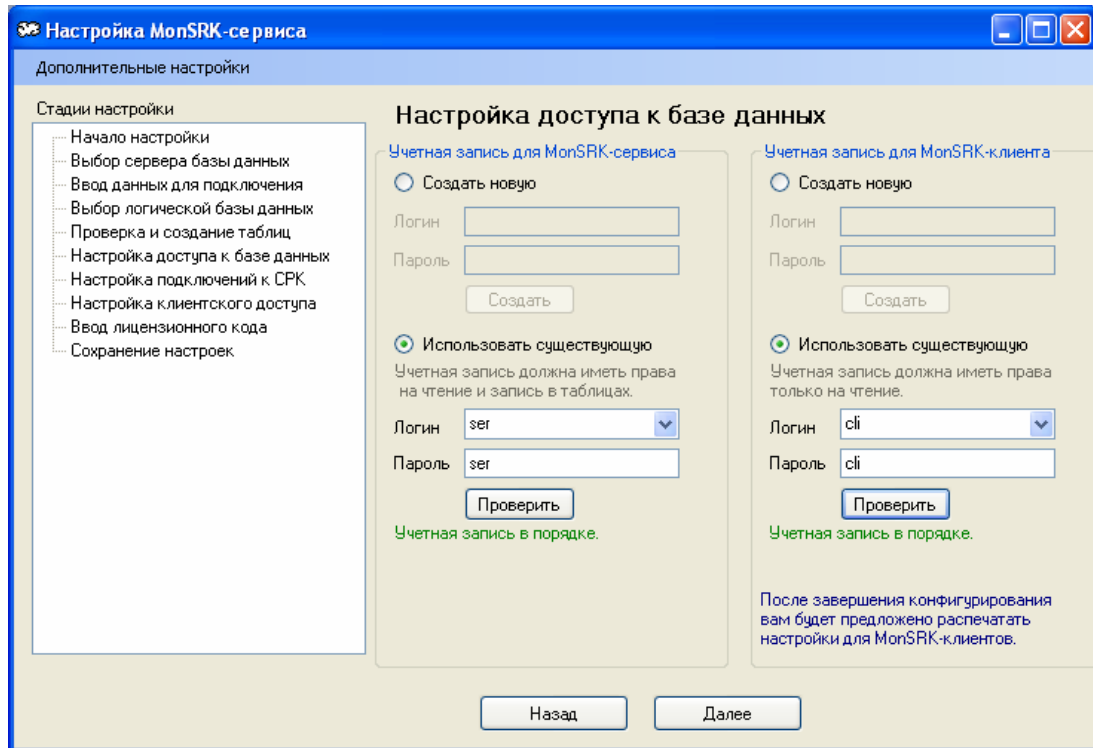 Настройка MonSRK-сервиса
Дополнительные настройки
Стадии настройки
Начало настройки
Выбор сервера базы данных
Ввод данных для подключения
Выбор логической базы данных
Проверка и создание таблиц
Настройка доступа к базе данных
Настройка подключений к СРК
Настройка клиентского доступа
Ввод лицензионного кода
Сохранение настроек
Настройка доступа к базе данных
Учетная запись для MonSRK-сервиса
Создать новую
Логин
Пароль
Создать
Использовать существующую
Учетная запись должна иметь права
на чтение и запись в таблицах.
Логин ser
Пароль ser
Проверить
Учетная запись в порядке.
Учетная запись для MonSRK-клиента
Создать новую
Логин
Пароль
Создать
Использовать существующую
Учетная запись должна иметь права
только на чтение.
Логин cli
Пароль cli
Проверить
Учетная запись в порядке.
После завершения конфигурирования
вам будет предложено распечатать
настройки для MonSRK-клиентов.
Назад
Далее